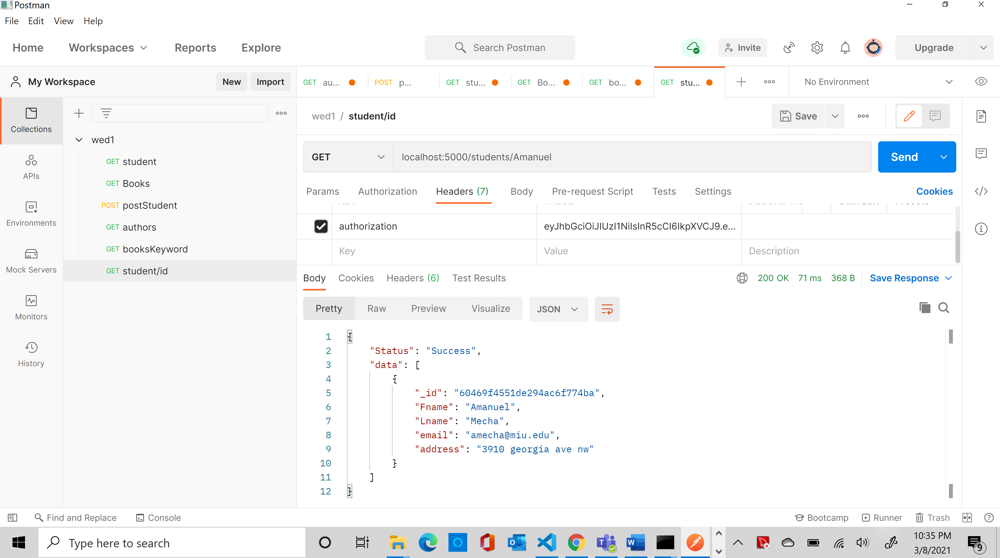 Postman
File Edit View Help
Home Workspaces Reports Explore Search Postman Invite Upgrade
My Workspace New Import GET au... POST p... GET stu... GET Bo... GET bo... GET stu... No Environment
Collections
APIs
Environments
Mock Servers
Monitors
History
wed1
GET student
GET Books
POST postStudent
GET authors
GET booksKeyword
GET student/id
wed1 / student/id Save
GET localhost:5000/students/Amanuel Send
Params Authorization Headers (7) Body Pre-request Script Tests Settings Cookies
authorization eyJhbGciOiJIUzI1NiIsInR5cCI6IkpXVCJ9.e...
Key Value Description
Body Cookies Headers (6) Test Results 200 OK 71 ms 368 B Save Response
Pretty Raw Preview Visualize JSON
1 {
2 "Status": "Success",
3 "data": [
4 {
5 "_id": "60469f4551de294ac6f774ba",
6 "Fname": "Amanuel",
7 "Lname": "Mecha",
8 "email": "amecha@miu.edu",
9 "address": "3910 georgia ave nw"
10 }
11 ]
12 }
Find and Replace Console Bootcamp Runner Trash
Type here to search 10:35 PM
3/8/2021 9